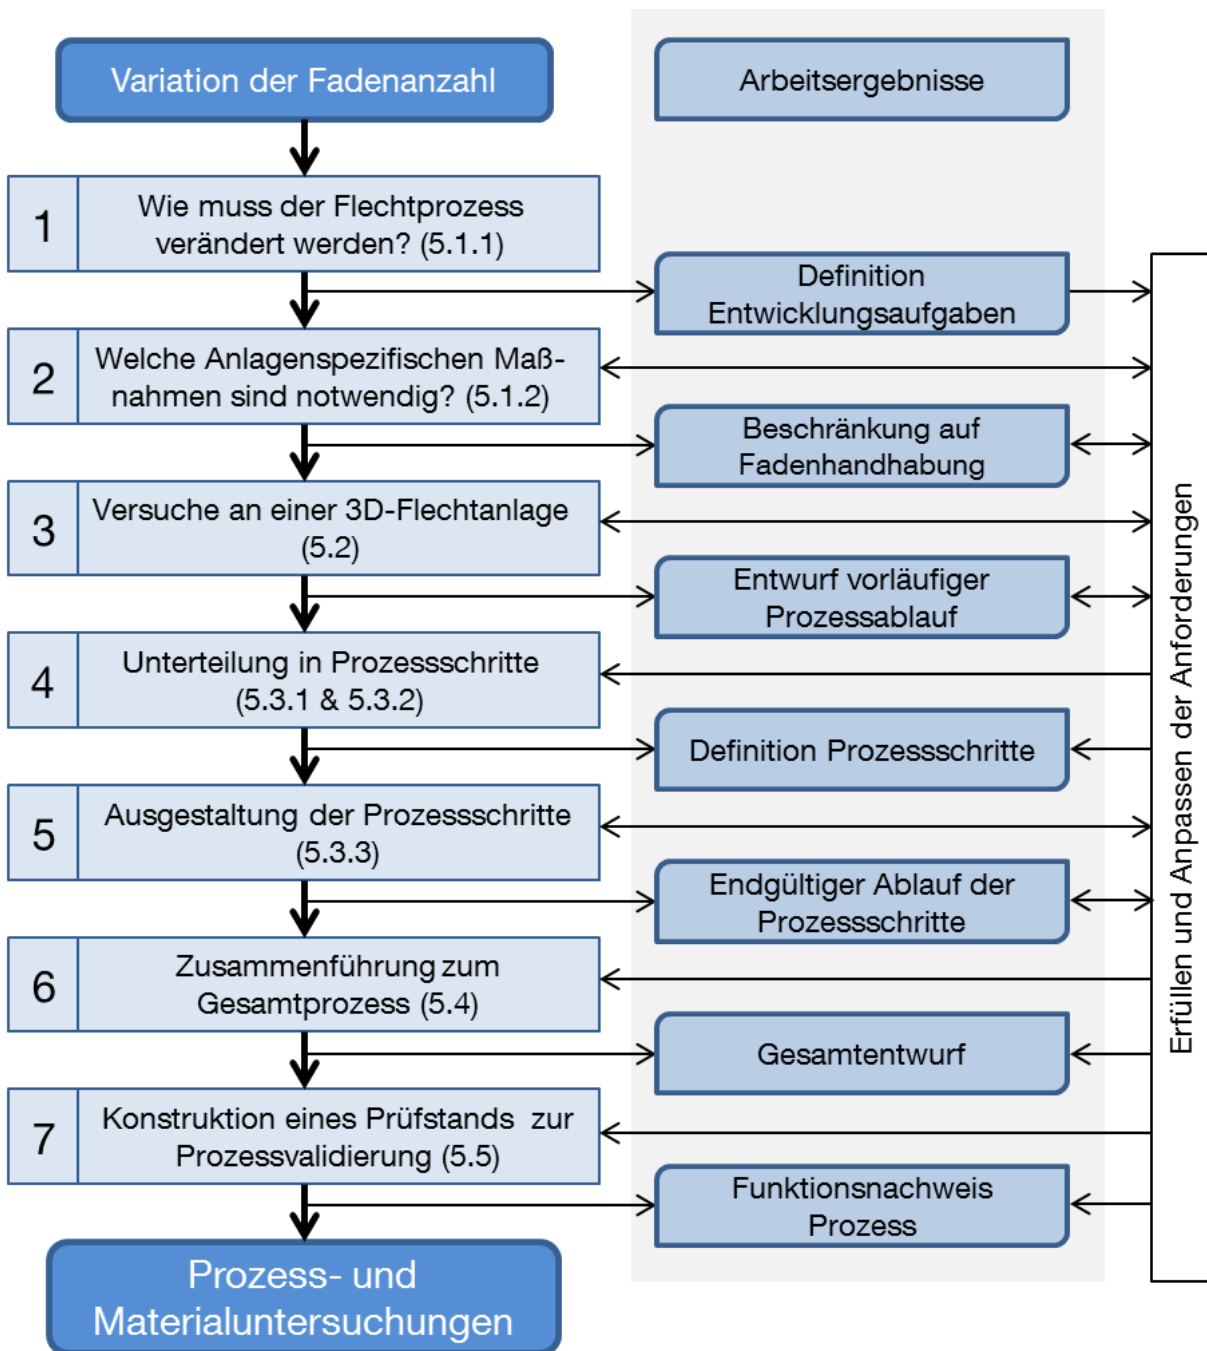 Variation der Fadenanzahl
Arbeitsergebnisse
1
Wie muss der Flechtprozess
verändert werden? (5.1.1)
Definition
Entwicklungsaufgaben
2
Welche Anlagenspezifischen Maß-
nahmen sind notwendig? (5.1.2)
Beschränkung auf
Fadenhandhabung
3
Versuche an einer 3D-Flechtanlage
(5.2)
Entwurf vorläufiger
Prozessablauf
4
Unterteilung in Prozessschritte
(5.3.1 & 5.3.2)
Definition Prozessschritte
5
Ausgestaltung der Prozessschritte
(5.3.3)
Endgültiger Ablauf der
Prozessschritte
6
Zusammenführung zum
Gesamtprozess (5.4)
Gesamtentwurf
7
Konstruktion eines Prüfstands zur
Prozessvalidierung (5.5)
Funktionsnachweis
Prozess
Prozess- und
Materialuntersuchungen
Erfüllen und Anpassen der Anforderungen